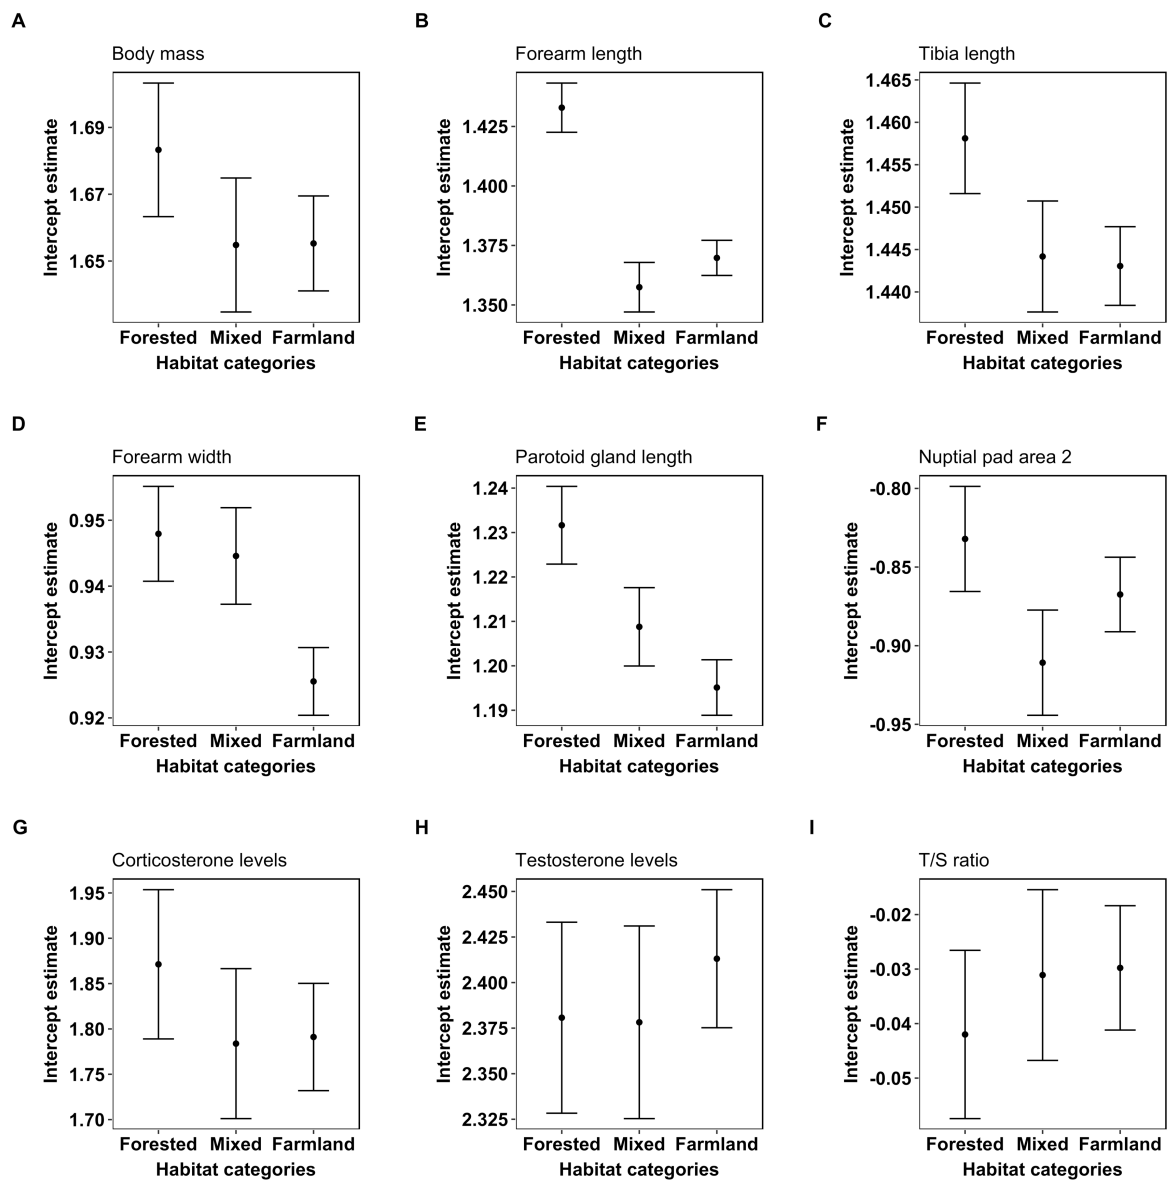 A B C
Body mass Forearm length Tibia length
Intercept estimate
1.69
1.67
1.65
Forested Mixed Farmland
Habitat categories
Intercept estimate
1.425
1.400
1.375
1.350
Forested Mixed Farmland
Habitat categories
Intercept estimate
1.465
1.460
1.455
1.450
1.445
1.440
Forested Mixed Farmland
Habitat categories
D E F
Forearm width Parotoid gland length Nuptial pad area 2
Intercept estimate
0.95
0.94
0.93
0.92
Forested Mixed Farmland
Habitat categories
Intercept estimate
1.24
1.23
1.22
1.21
1.20
1.19
Forested Mixed Farmland
Habitat categories
Intercept estimate
-0.80
-0.85
-0.90
-0.95
Forested Mixed Farmland
Habitat categories
G H I
Corticosterone levels Testosterone levels T/S ratio
Intercept estimate
1.95
1.90
1.85
1.80
1.75
1.70
Forested Mixed Farmland
Habitat categories
Intercept estimate
2.450
2.425
2.400
2.375
2.350
2.325
Forested Mixed Farmland
Habitat categories
Intercept estimate
-0.02
-0.03
-0.04
-0.05
Forested Mixed Farmland
Habitat categories